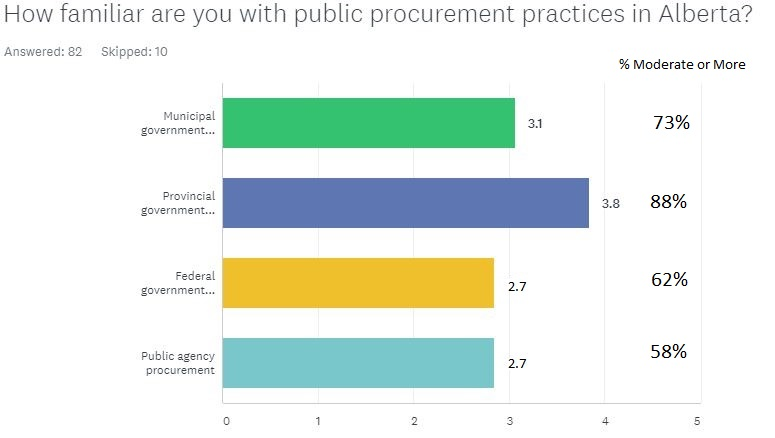 How familiar are you with public procurement practices in Alberta?
Answered: 82 Skipped: 10
% Moderate or More
Municipal
government...
3.1
73%
Provincial
government...
3.8
88%
Federal
government...
2.7
62%
Public agency
procurement
2.7
58%
0 1 2 3 4 5